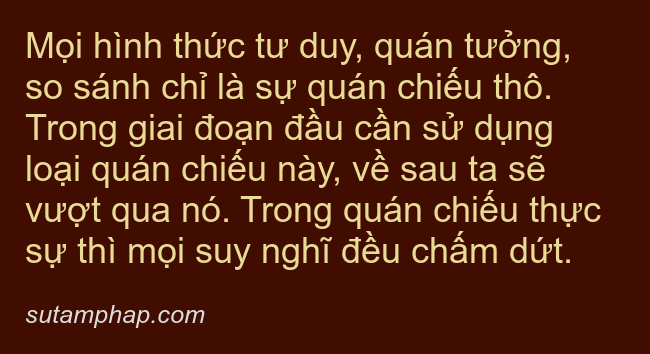 Mọi hình thức tư duy, quán tưởng,
so sánh chỉ là sự quán chiếu thô.
Trong giai đoạn đầu cần sử dụng
loại quán chiếu này, về sau ta sẽ
vượt qua nó. Trong quán chiếu thực
sự thì mọi suy nghĩ đều chấm dứt.
sutamphap.com